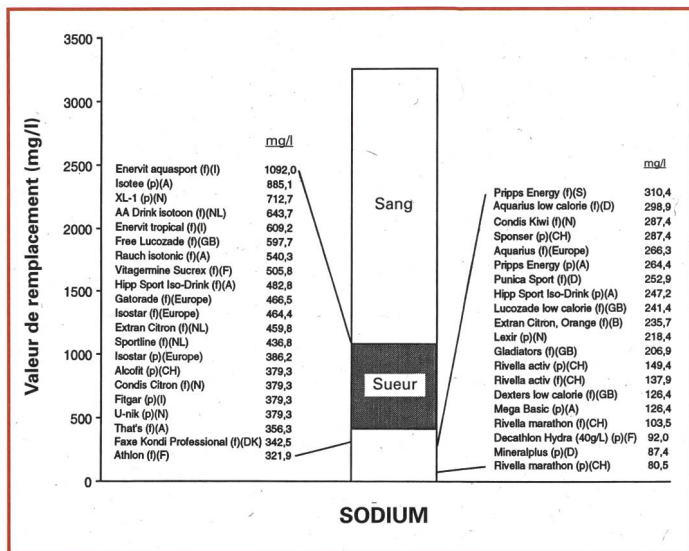 Valeur de remplacement (mg/l)
3500
3000
2500
2000
1500
1000
500
0
mg/l
Enervit aquasport (f)(I) 1092,0
Isotee (p)(A) 885,1
XL-1 (p)(N) 712,7
AA Drink isotoon (f)(NL) 643,7
Enervit tropical (f)(I) 609,2
Free Lucozade (f)(GB) 597,7
Rauch isotonic (f)(A) 540,3
Vitagermine Sucrex (f)(F) 505,8
Hipp Sport Iso-Drink (f)(A) 482,8
Gatorade (f)(Europe) 466,5
Isostar (f)(Europe) 464,4
Extran Citron (f)(NL) 459,8
Sportline (f)(NL) 436,8
Isostar (p)(Europe) 386,2
Alcofit (p)(CH) 379,3
Condis Citron (f)(N) 379,3
Fitgar (p)(I) 379,3
U-nik (p)(N) 379,3
That's (f)(A) 356,3
Faxe Kondi Professional (f)(DK) 342,5
Athlon (f)(F) 321,9
Sang
Sueur
mg/l
Pripps Energy (f)(S) 310,4
Aquarius low calorie (f)(D) 298,9
Condis Kiwi (f)(N) 287,4
Sponser (p)(CH) 287,4
Aquarius (f)(Europe) 266,3
Pripps Energy (p)(A) 264,4
Punica Sport (f)(D) 252,9
Hipp Sport Iso-Drink (p)(A) 247,2
Lucozade low calorie (f)(GB) 241,4
Extran Citron, Orange (f)(B) 235,7
Lexir (p)(N) 218,4
Gladiators (f)(GB) 206,9
Rivella activ (p)(CH) 149,4
Rivella activ (f)(CH) 137,9
Dexters low calorie (f)(GB) 126,4
Mega Basic (p)(A) 126,4
Rivella marathon (f)(CH) 103,5
Decathlon Hydra (40g/L) (p)(F) 92,0
Mineralplus (p)(D) 87,4
Rivella marathon (p)(CH) 80,5
SODIUM